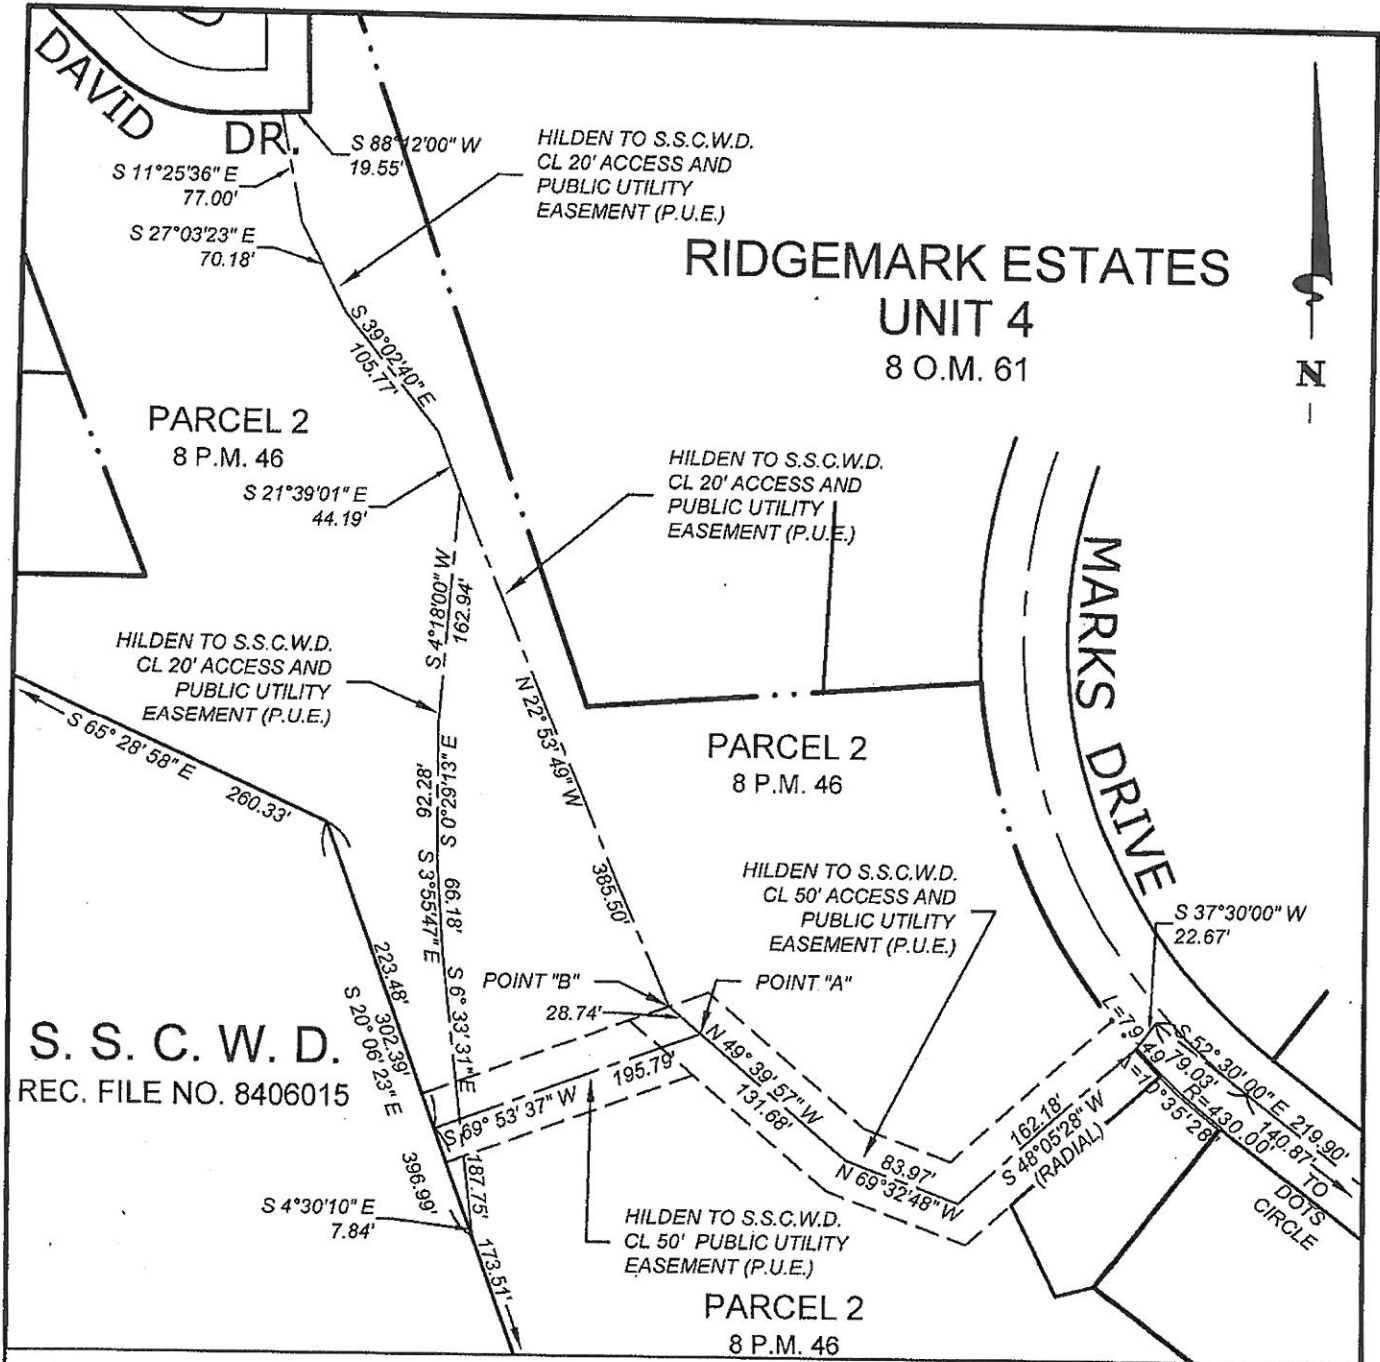 DAVID
DR.
S 88°12'00" W
19.55'
S 11°25'36" E
77.00'
S 27°03'23" E
70.18'
S 39°02'40" E
105.77'
HILDEN TO S.S.C.W.D.
CL 20' ACCESS AND
PUBLIC UTILITY
EASEMENT (P.U.E.)
RIDGEMARK ESTATES
UNIT 4
8 O.M. 61
N
PARCEL 2
8 P.M. 46
S 21°39'01" E
44.19'
HILDEN TO S.S.C.W.D.
CL 20' ACCESS AND
PUBLIC UTILITY
EASEMENT (P.U.E.)
MARKS DRIVE
S 4°18'00" W
162.94'
HILDEN TO S.S.C.W.D.
CL 20' ACCESS AND
PUBLIC UTILITY
EASEMENT (P.U.E.)
N 22° 53' 49" W
385.50'
S 65° 28' 58" E
260.33'
PARCEL 2
8 P.M. 46
S 0°29'13" E
92.28'
S 3°55'47" E
66.18'
HILDEN TO S.S.C.W.D.
CL 50' ACCESS AND
PUBLIC UTILITY
EASEMENT (P.U.E.)
S 37°30'00" W
22.67'
POINT "B"
28.74'
POINT "A"
223.48'
302.39'
S 20° 06' 23" E
S 6° 33' 31" E
187.75'
S. S. C. W. D.
REC. FILE NO. 8406015
S 69° 53' 37" W
195.79'
N 49° 39' 57" W
131.68'
83.97'
N 69°32'48" W
162.18'
S 48°05'28" W
(RADIAL)
L=79.49'
Δ=10°35'28"
R=430.00'
S 52° 30' 00" E 219.90'
79.03'
140.87' TO
DOTS
CIRCLE
396.99'
S 4°30'10" E
7.84'
173.51'
HILDEN TO S.S.C.W.D.
CL 50' PUBLIC UTILITY
EASEMENT (P.U.E.)
PARCEL 2
8 P.M. 46